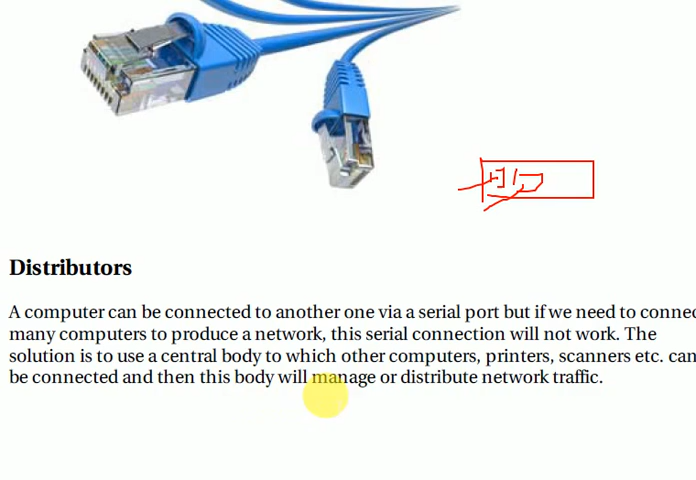 Distributors
A computer can be connected to another one via a serial port but if we need to connec
many computers to produce a network, this serial connection will not work. The
solution is to use a central body to which other computers, printers, scanners etc. can
be connected and then this body will manage or distribute network traffic.